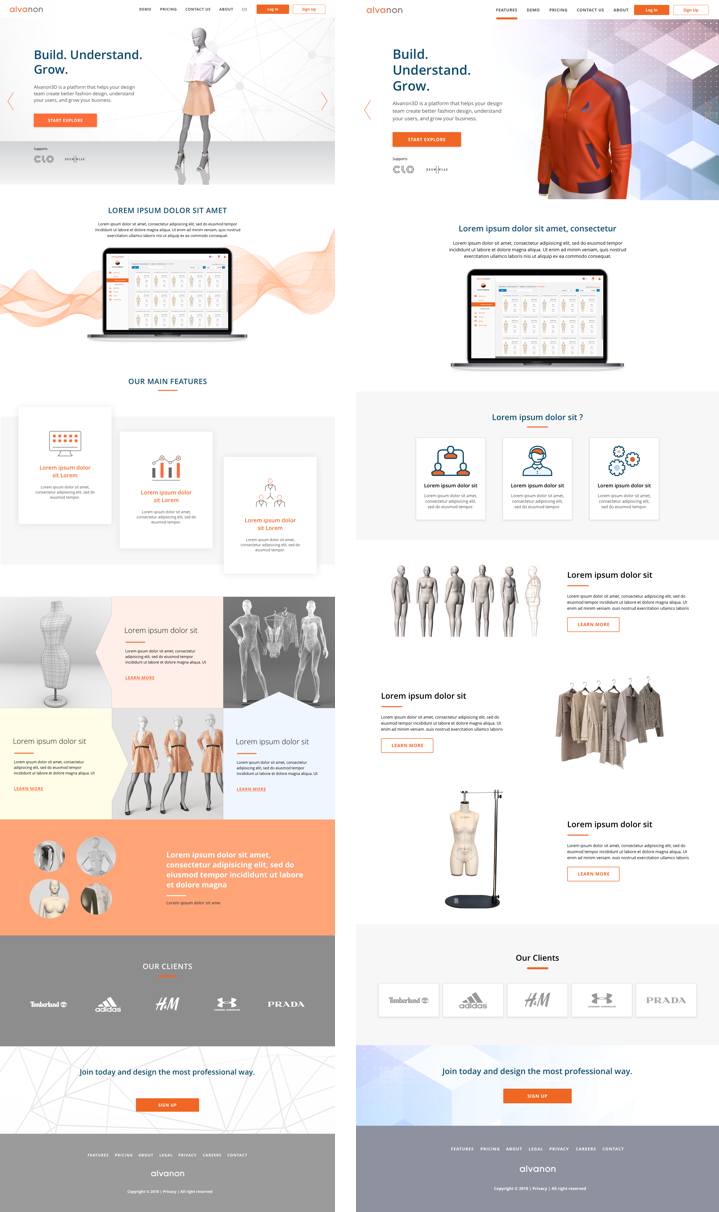 alvanon
DEMO PRICING CONTACT US ABOUT
Log In
Sign Up
Build. Understand.
Grow.
Alvanon3D is a platform that helps your design
team create better fashion design, understand
your users, and grow your business.
START EXPLORE
Supports
CLO
LOREM IPSUM DOLOR SIT AMET
Lorem ipsum dolor sit amet, consectetur adipisicing elit, sed do eiusmod tempor
incididunt ut labore et dolore magna aliqua. Ut enim ad minim veniam, quis nostrud
exercitation ullamco laboris nisi ut aliquip ex ea commodo consequat.
OUR MAIN FEATURES
Lorem ipsum dolor
sit Lorem
Lorem ipsum dolor sit amet,
consectetur adipisicing elit, sed do
eiusmod tempor.
Lorem ipsum dolor
sit Lorem
Lorem ipsum dolor sit amet,
consectetur adipisicing elit, sed do
eiusmod tempor.
Lorem ipsum dolor
sit Lorem
Lorem ipsum dolor sit amet,
consectetur adipisicing elit, sed do
eiusmod tempor.
Lorem ipsum dolor sit
Lorem ipsum dolor sit amet, consectetur
adipisicing elit, sed do eiusmod tempor
incididunt ut labore et dolore magna aliqua. Ut
LEARN MORE
Lorem ipsum dolor sit
Lorem ipsum dolor sit amet, consectetur
adipisicing elit, sed do eiusmod tempor
incididunt ut labore et dolore magna aliqua. Ut
LEARN MORE
Lorem ipsum dolor sit
Lorem ipsum dolor sit amet, consectetur
adipisicing elit, sed do eiusmod tempor
incididunt ut labore et dolore magna aliqua. Ut
LEARN MORE
Lorem ipsum dolor sit amet,
consectetur adipisicing elit, sed do
eiusmod tempor incididunt ut labore
et dolore magna
Lorem ipsum dolor sit ame
OUR CLIENTS
Timberland adidas H&M UNDER ARMOUR PRADA
Join today and design the most professional way.
SIGN UP
FEATURES PRICING ABOUT LEGAL PRIVACY CAREERS CONTACT
alvanon
Copyright © 2018 | Privacy | All right reserved
alvanon
FEATURES DEMO PRICING CONTACT US ABOUT
Log In
Sign Up
Build.
Understand.
Grow.
Alvanon3D is a platform that helps your design
team create better fashion design, understand
your users, and grow your business.
START EXPLORE
Supports
CLO
Lorem ipsum dolor sit amet, consectetur
Lorem ipsum dolor sit amet, consectetur adipisicing elit, sed do eiusmod tempor
incididunt ut labore et dolore magna aliqua. Ut enim ad minim veniam, quis nostrud
exercitation ullamco laboris nisi ut aliquip ex ea commodo consequat.
Lorem ipsum dolor sit ?
Lorem ipsum dolor sit
Lorem ipsum dolor sit amet,
consectetur adipisicing elit,
sed do eiusmod tempor.
Lorem ipsum dolor sit
Lorem ipsum dolor sit amet,
consectetur adipisicing elit,
sed do eiusmod tempor.
Lorem ipsum dolor sit
Lorem ipsum dolor sit amet,
consectetur adipisicing elit,
sed do eiusmod tempor.
Lorem ipsum dolor sit
Lorem ipsum dolor sit amet, consectetur adipisicing elit, sed do
eiusmod tempor incididunt ut labore et dolore magna aliqua. Ut
enim ad minim veniam. quis nostrud exercitation ullamco laboris
LEARN MORE
Lorem ipsum dolor sit
Lorem ipsum dolor sit amet, consectetur adipisicing elit, sed do
eiusmod tempor incididunt ut labore et dolore magna aliqua. Ut
enim ad minim veniam. quis nostrud exercitation ullamco laboris
LEARN MORE
Lorem ipsum dolor sit
Lorem ipsum dolor sit amet, consectetur adipisicing elit, sed do
eiusmod tempor incididunt ut labore et dolore magna aliqua. Ut
enim ad minim veniam. quis nostrud exercitation ullamco laboris
LEARN MORE
Our Clients
Timberland adidas H&M UNDER ARMOUR PRADA
Join today and design the most professional way.
SIGN UP
FEATURES PRICING ABOUT LEGAL PRIVACY CAREERS CONTACT
alvanon
Copyright © 2018 | Privacy | All right reserved